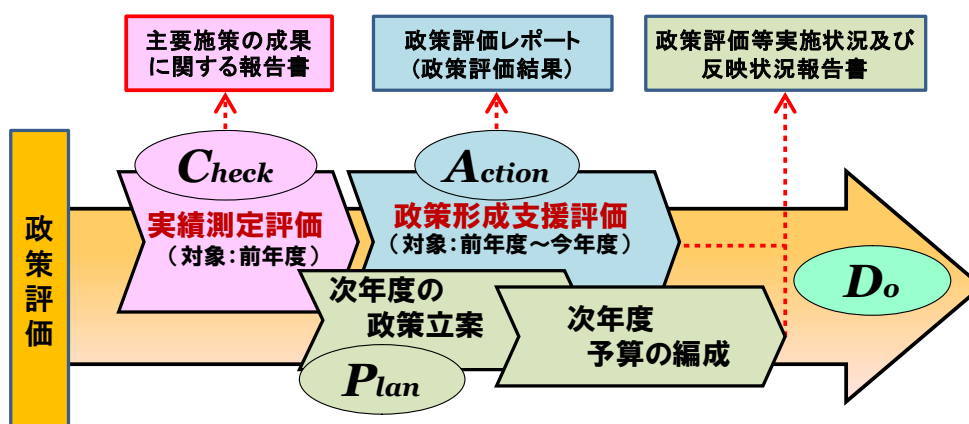 主要施策の成果
に関する報告書
政策評価レポート
(政策評価結果)
政策評価等実施状況及び
反映状況報告書
政策評価
Check
実績測定評価
(対象:前年度)
Action
政策形成支援評価
(対象:前年度～今年度)
次年度の
政策立案
Plan
次年度
予算の編成
Do